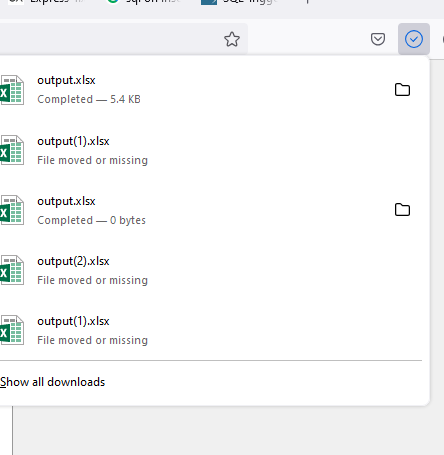 output.xlsx
Completed — 5.4 KB
output(1).xlsx
File moved or missing
output.xlsx
Completed — 0 bytes
output(2).xlsx
File moved or missing
output(1).xlsx
File moved or missing
Show all downloads